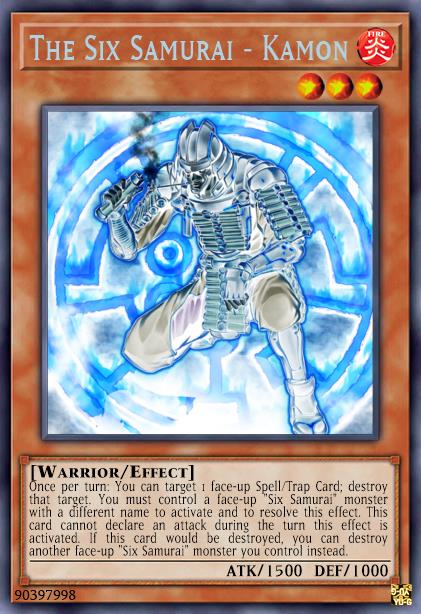 The Six Samurai - Kamon
FIRE
炎
[Warrior/Effect]
Once per turn: You can target 1 face-up Spell/Trap Card; destroy
that target. You must control a face-up "Six Samurai" monster
with a different name to activate and to resolve this effect. This
card cannot declare an attack during the turn this effect is
activated. If this card would be destroyed, you can destroy
another face-up "Six Samurai" monster you control instead.
ATK/1500 DEF/1000
90397998